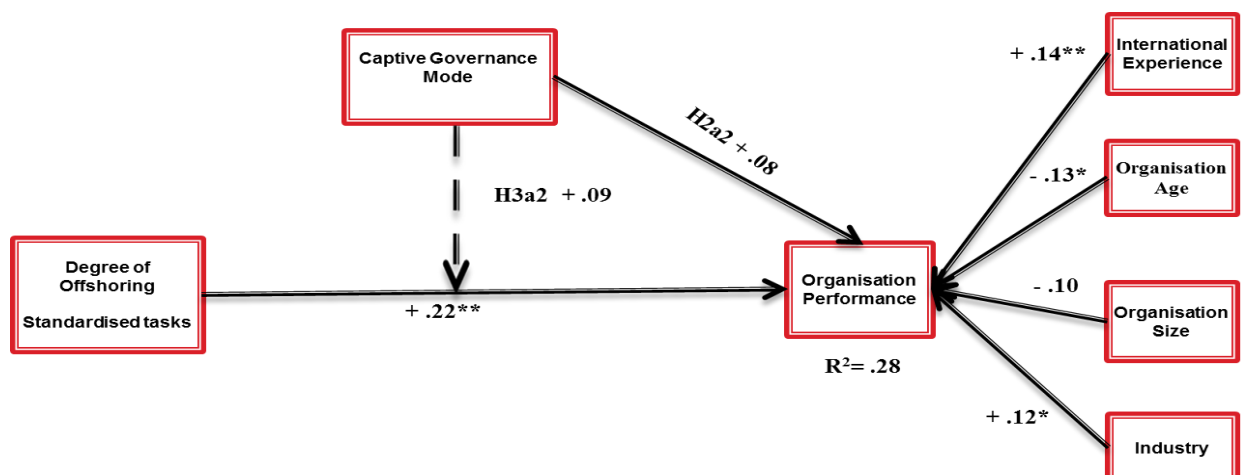 Captive Governance
Mode
International
Experience
+ .14**
H2a2 + .08
Organisation
Age
- .13*
H3a2 + .09
Degree of
Offshoring
Standardised tasks
+ .22**
Organisation
Performance
R²= .28
- .10
Organisation
Size
+ .12*
Industry